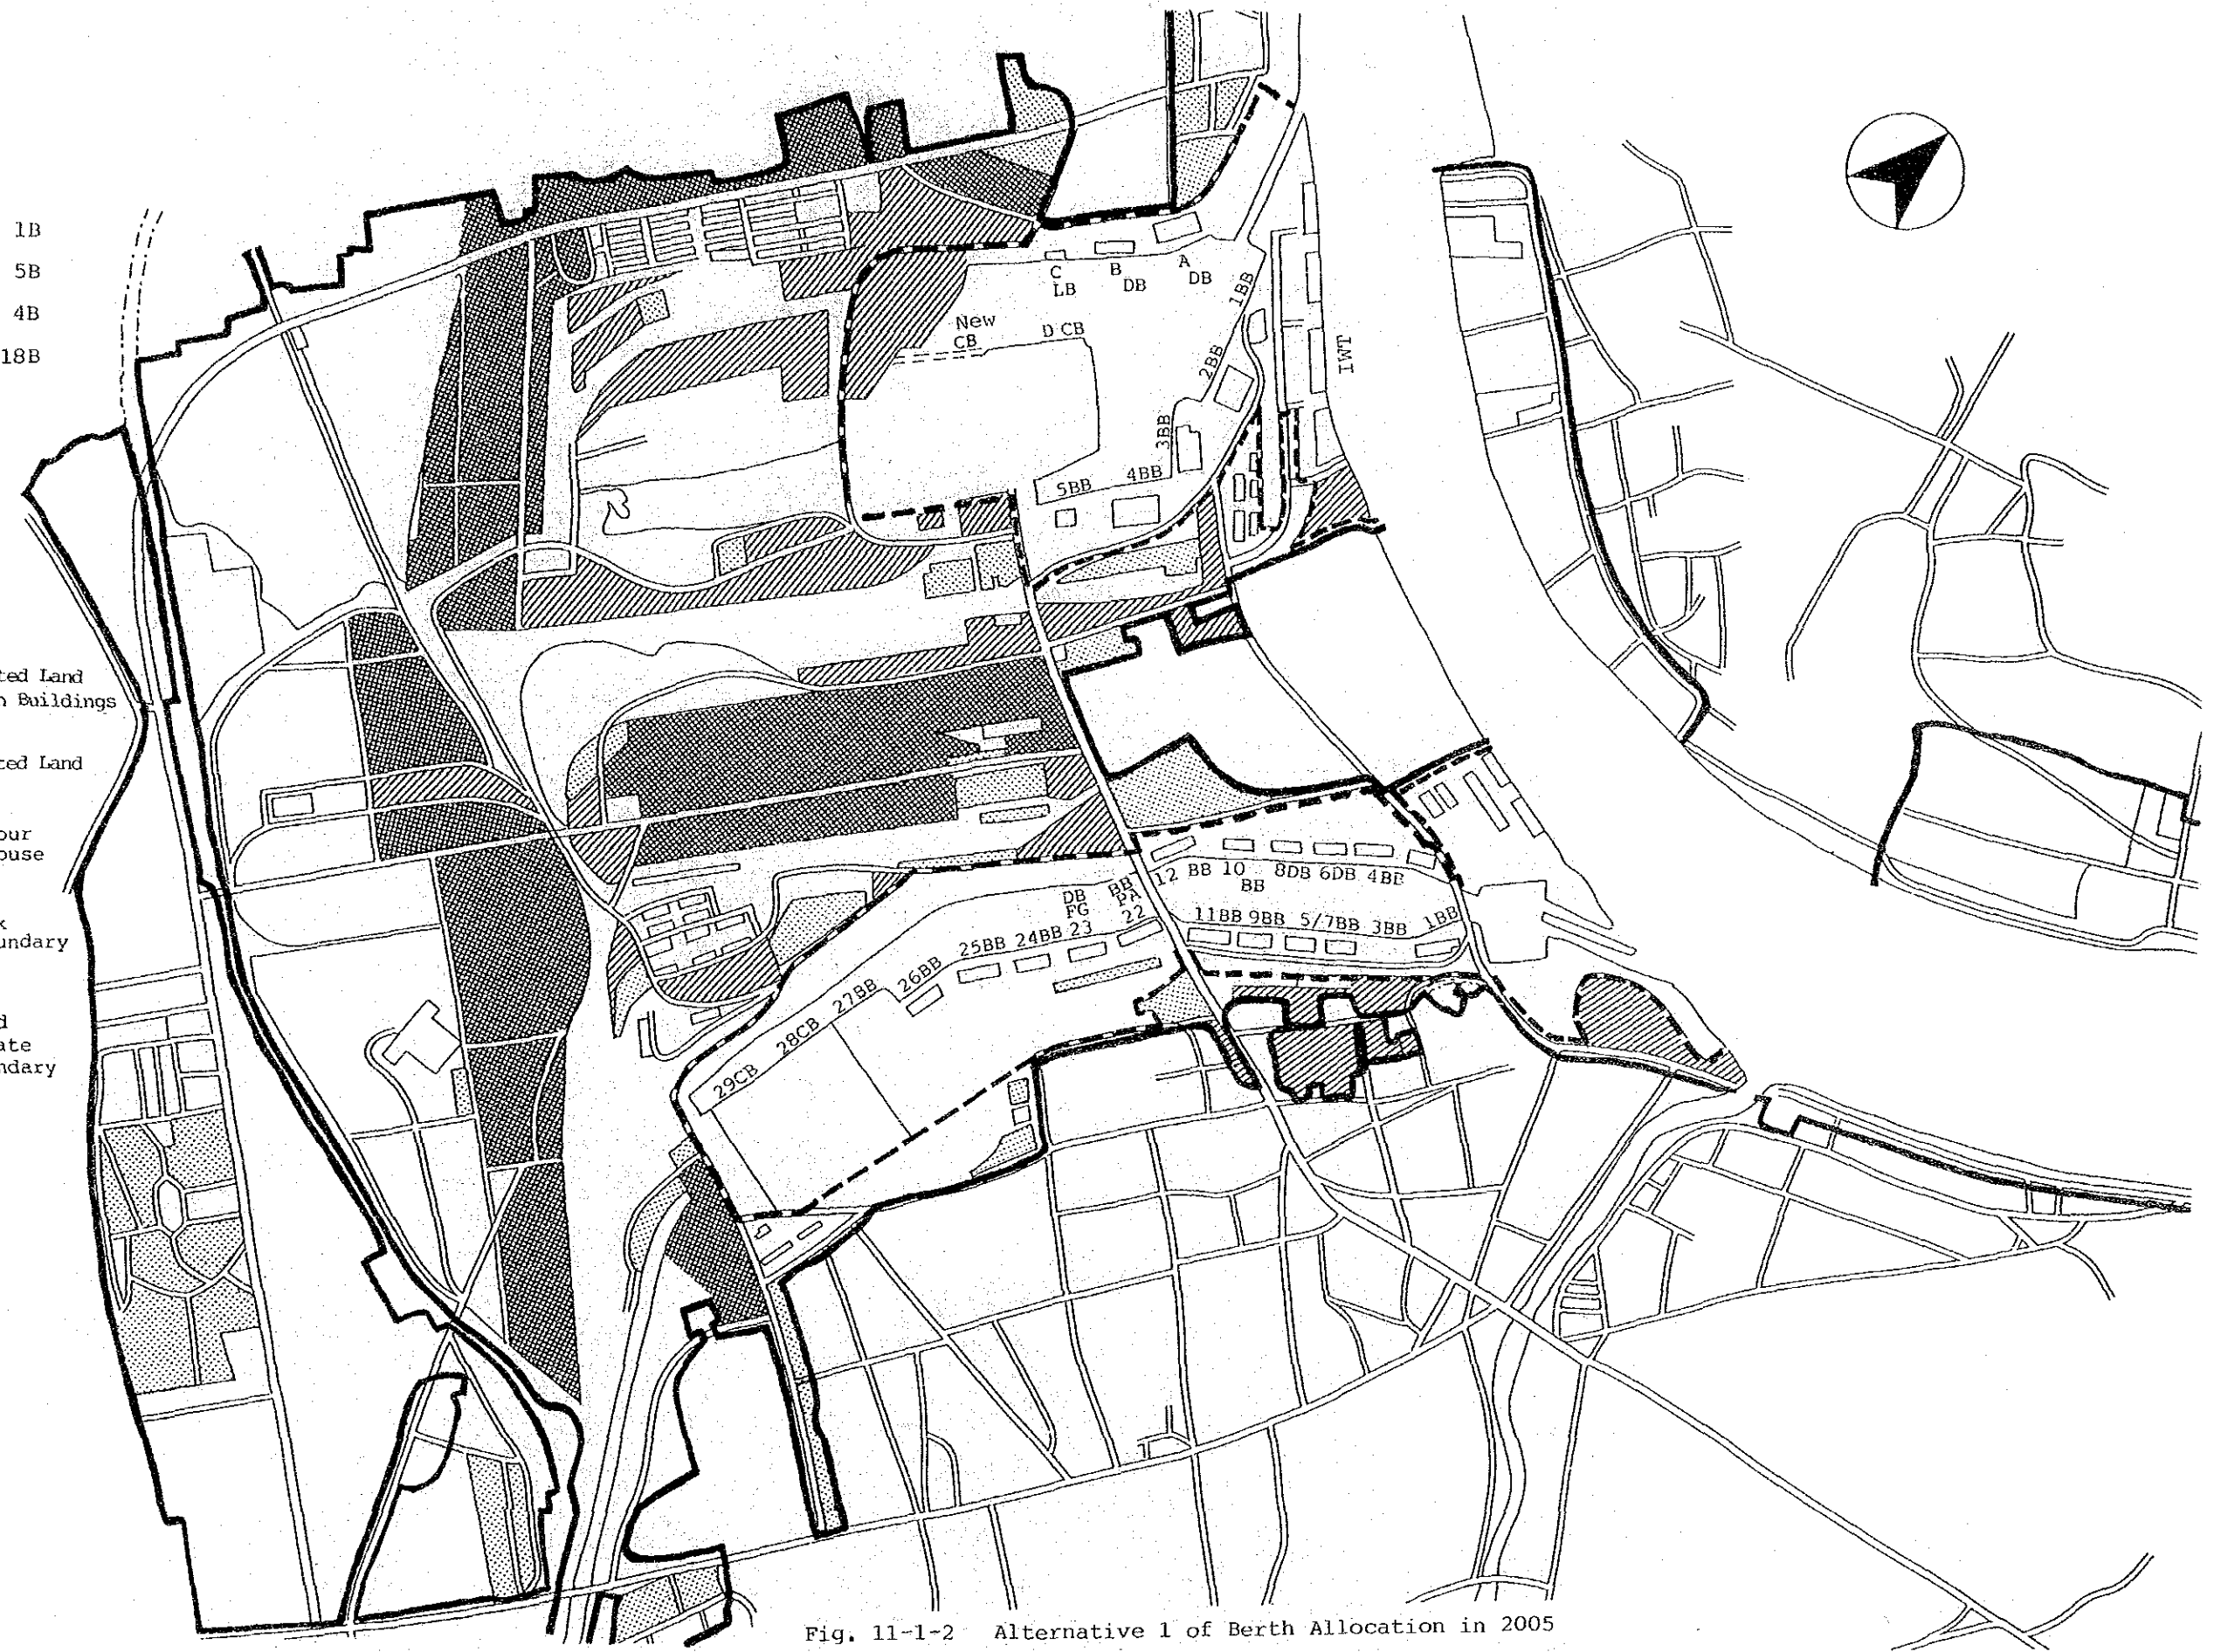 1B
5B
4B
18B
ted Land
n Buildings
ted Land
our
ouse
k
undary
d
ate
ndary
A
DB
B
DB
C
LB
New
CB
D CB
1BB
2BB
3BB
4BB
5BB
IWT
12 BB 10 8DB 6DB 4BB
BB
11BB 9BB 5/7BB 3BB 1BB
DB
FG
23
BB
PA
22
25BB 24BB
26BB
27BB
28CB
29CB
Fig. 11-1-2 Alternative 1 of Berth Allocation in 2005